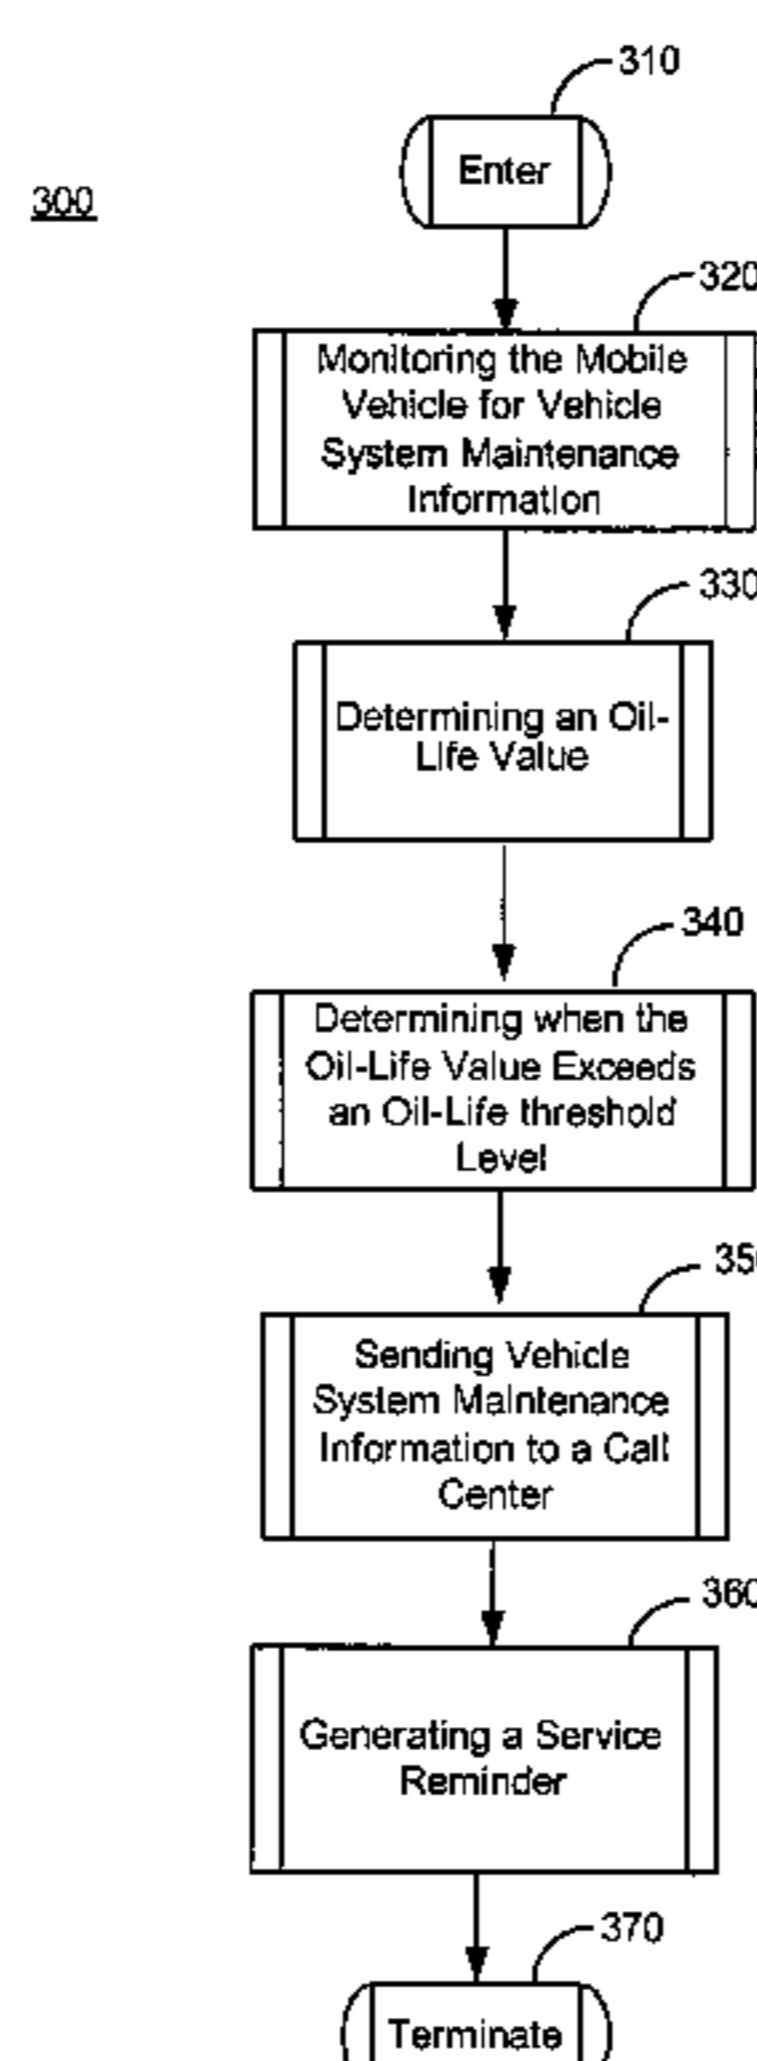 310
Enter
300
320
Monitoring the Mobile
Vehicle for Vehicle
System Maintenance
Information
330
Determining an Oil-
Life Value
340
Determining when the
Oil-Life Value Exceeds
an Oil-Life threshold
Level
350
Sending Vehicle
System Maintenance
Information to a Call
Center
360
Generating a Service
Reminder
370
Terminate